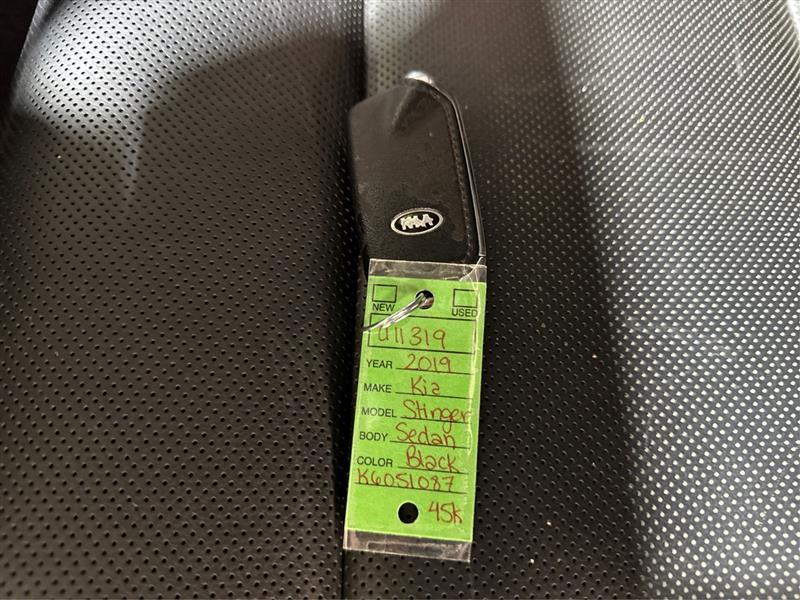 KIA
NEW USED
U11319
YEAR 2019
MAKE Kia
MODEL Stinger
BODY Sedan
COLOR Black
K6051087
45k